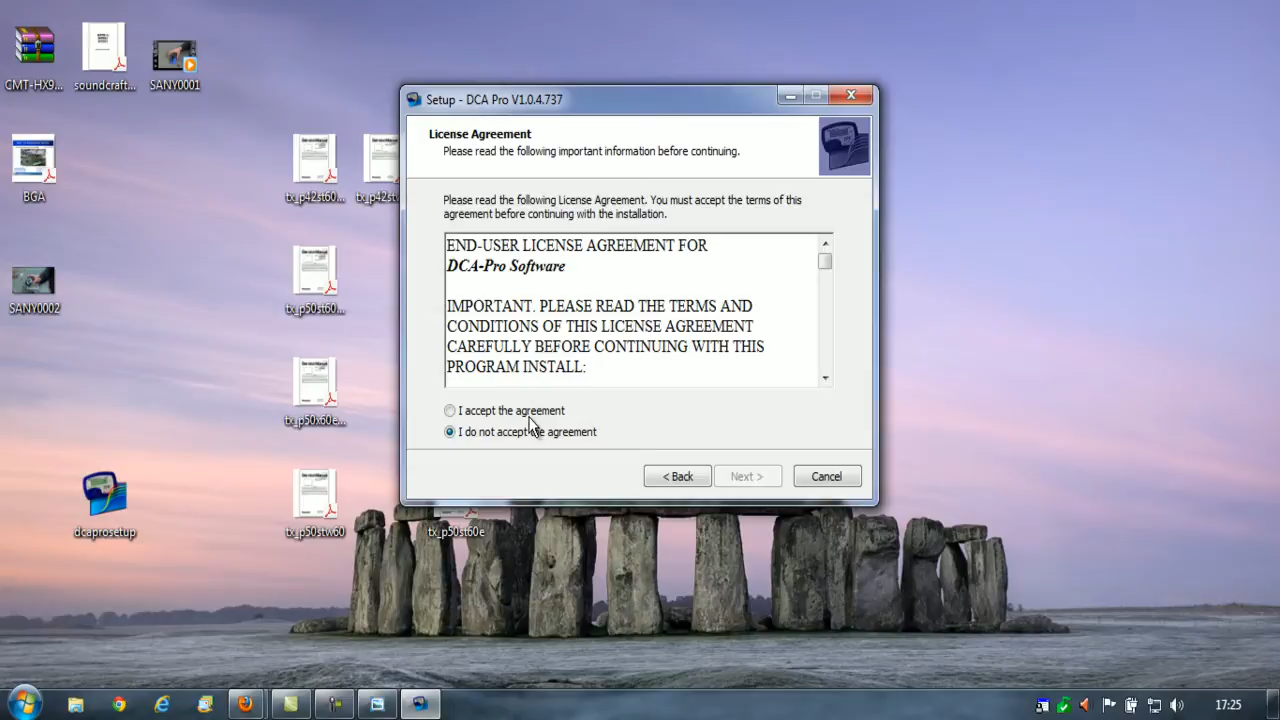 CMT-HX9...
soundcraft...
SANY0001
BGA
tx_p42st60...
SANY0002
tx_p50st60...
tx_p50x60e...
dcaprosetup
tx_p50stw60
tx_p50st60e
Setup - DCA Pro V1.0.4.737
License Agreement
Please read the following important information before continuing.
Please read the following License Agreement. You must accept the terms of this
agreement before continuing with the installation.
END-USER LICENSE AGREEMENT FOR
DCA-Pro Software
IMPORTANT. PLEASE READ THE TERMS AND
CONDITIONS OF THIS LICENSE AGREEMENT
CAREFULLY BEFORE CONTINUING WITH THIS
PROGRAM INSTALL:
I accept the agreement
I do not accept the agreement
< Back
Next >
Cancel
17:25